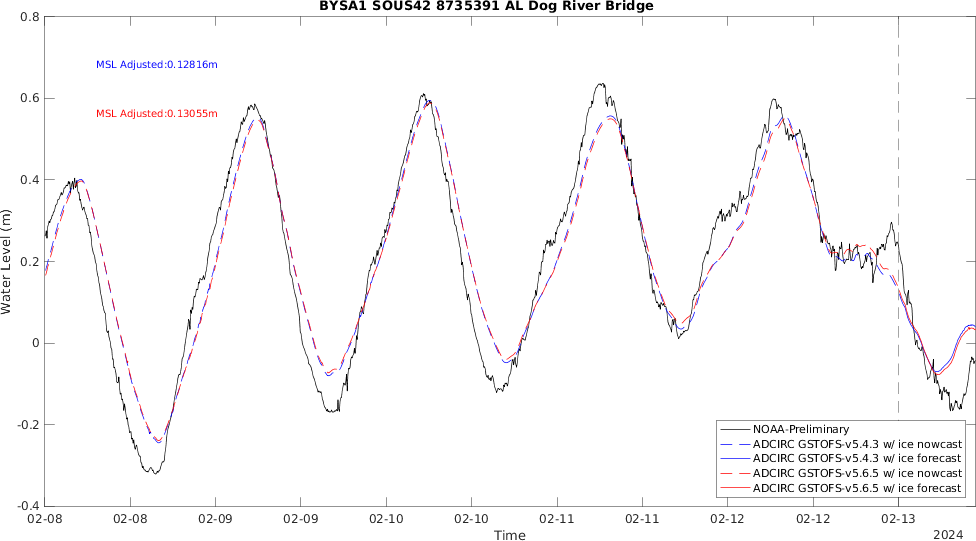 BYSA1 SOUS42 8735391 AL Dog River Bridge
0.8
0.6
0.4
0.2
0
-0.2
-0.4
Water Level (m)
MSL Adjusted:0.12816m
MSL Adjusted:0.13055m
NOAA-Preliminary
ADCIRC GSTOFS-v5.4.3 w/ ice nowcast
ADCIRC GSTOFS-v5.4.3 w/ ice forecast
ADCIRC GSTOFS-v5.6.5 w/ ice nowcast
ADCIRC GSTOFS-v5.6.5 w/ ice forecast
02-08 02-08 02-09 02-09 02-10 02-10 02-11 02-11 02-12 02-12 02-13
Time
2024